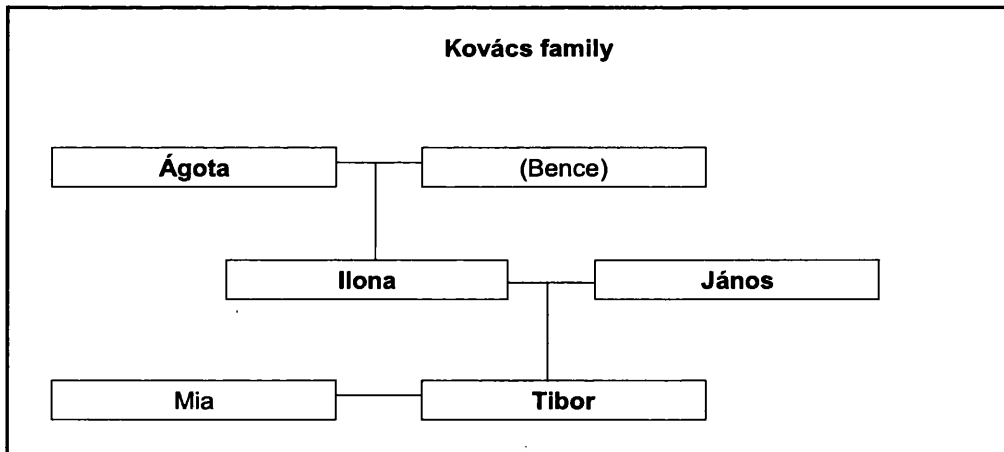 Kovács family
Ágota
(Bence)
Ilona
János
Mia
Tibor